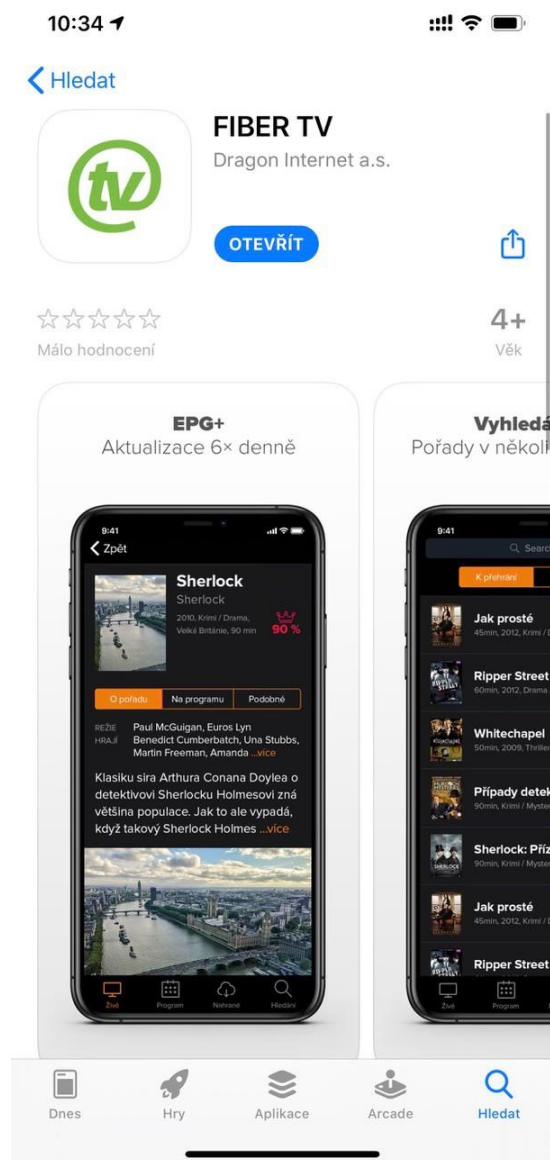 10:34
Hledat
tv
FIBER TV
Dragon Internet a.s.
OTEVŘÍT
Málo hodnocení
4+
Věk
EPG+
Aktualizace 6× denně
9:41
Zpět
Sherlock
Sherlock
2010, Krimi / Drama,
Velká Británie, 90 min
90 %
O pořadu
Na programu
Podobné
REŽIE Paul McGuigan, Euros Lyn
HRAJÍ Benedict Cumberbatch, Una Stubbs,
Martin Freeman, Amanda ...více
Klasiku sira Arthura Conana Doylea o
detektivovi Sherlocku Holmesovi zná
většina populace. Jak to ale vypadá,
když takový Sherlock Holmes ...více
Živě
Program
Nahrané
Hledání
Vyhledá
Pořady v několi
9:41
Searc
K přehrání
Jak prosté
45min, 2012, Krimi /
Ripper Street
60min, 2012, Drama
Whitechapel
50min, 2009, Thrille
Případy detek
90min, Krimi / Myster
Sherlock: Příz
90min, Krimi / Myster
Jak prosté
45min, 2012, Krimi /
Ripper Street
Živě
Program
Dnes
Hry
Aplikace
Arcade
Hledat